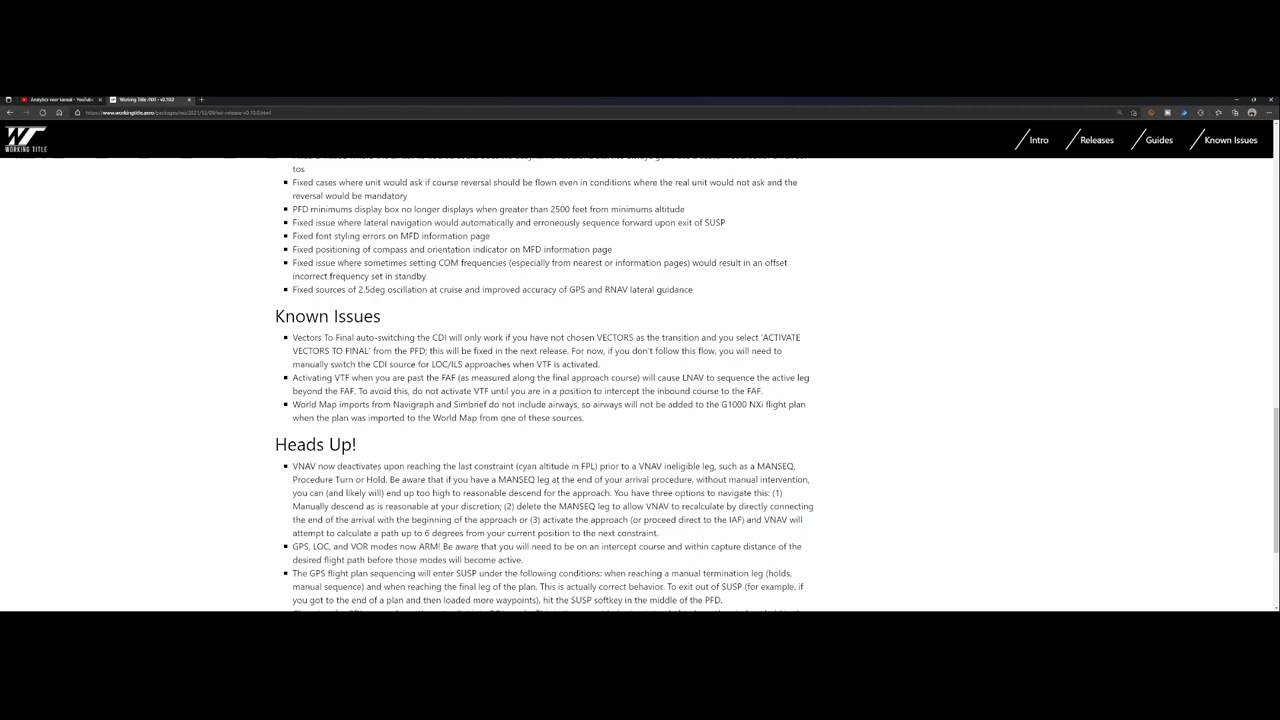 Analytics voor kanaal - YouTube
Working Title /NXi - v0.10.0
https://www.workingtitle.aero/packages/nxi/2021/12/09/nxi-release-v0.10.0.html
WORKING TITLE
Intro
Releases
Guides
Known Issues
tos
Fixed cases where unit would ask if course reversal should be flown even in conditions where the real unit would not ask and the
reversal would be mandatory
PFD minimums display box no longer displays when greater than 2500 feet from minimums altitude
Fixed issue where lateral navigation would automatically and erroneously sequence forward upon exit of SUSP
Fixed font styling errors on MFD information page
Fixed positioning of compass and orientation indicator on MFD information page
Fixed issue where sometimes setting COM frequencies (especially from nearest or information pages) would result in an offset
incorrect frequency set in standby
Fixed sources of 2.5deg oscillation at cruise and improved accuracy of GPS and RNAV lateral guidance
Known Issues
Vectors To Final auto-switching the CDI will only work if you have not chosen VECTORS as the transition and you select 'ACTIVATE
VECTORS TO FINAL' from the PFD; this will be fixed in the next release. For now, if you don't follow this flow, you will need to
manually switch the CDI source for LOC/ILS approaches when VTF is activated.
Activating VTF when you are past the FAF (as measured along the final approach course) will cause LNAV to sequence the active leg
beyond the FAF. To avoid this, do not activate VTF until you are in a position to intercept the inbound course to the FAF.
World Map imports from Navigraph and Simbrief do not include airways, so airways will not be added to the G1000 NXi flight plan
when the plan was imported to the World Map from one of these sources.
Heads Up!
VNAV now deactivates upon reaching the last constraint (cyan altitude in FPL) prior to a VNAV ineligible leg, such as a MANSEQ,
Procedure Turn or Hold. Be aware that if you have a MANSEQ leg at the end of your arrival procedure, without manual intervention,
you can (and likely will) end up too high to reasonable descend for the approach. You have three options to navigate this: (1)
Manually descend as is reasonable at your discretion; (2) delete the MANSEQ leg to allow VNAV to recalculate by directly connecting
the end of the arrival with the beginning of the approach or (3) activate the approach (or proceed direct to the IAF) and VNAV will
attempt to calculate a path up to 6 degrees from your current position to the next constraint.
GPS, LOC, and VOR modes now ARM! Be aware that you will need to be on an intercept course and within capture distance of the
desired flight path before those modes will become active.
The GPS flight plan sequencing will enter SUSP under the following conditions: when reaching a manual termination leg (holds,
manual sequence) and when reaching the final leg of the plan. This is actually correct behavior. To exit out of SUSP (for example, if
you got to the end of a plan and then loaded more waypoints), hit the SUSP softkey in the middle of the PFD.